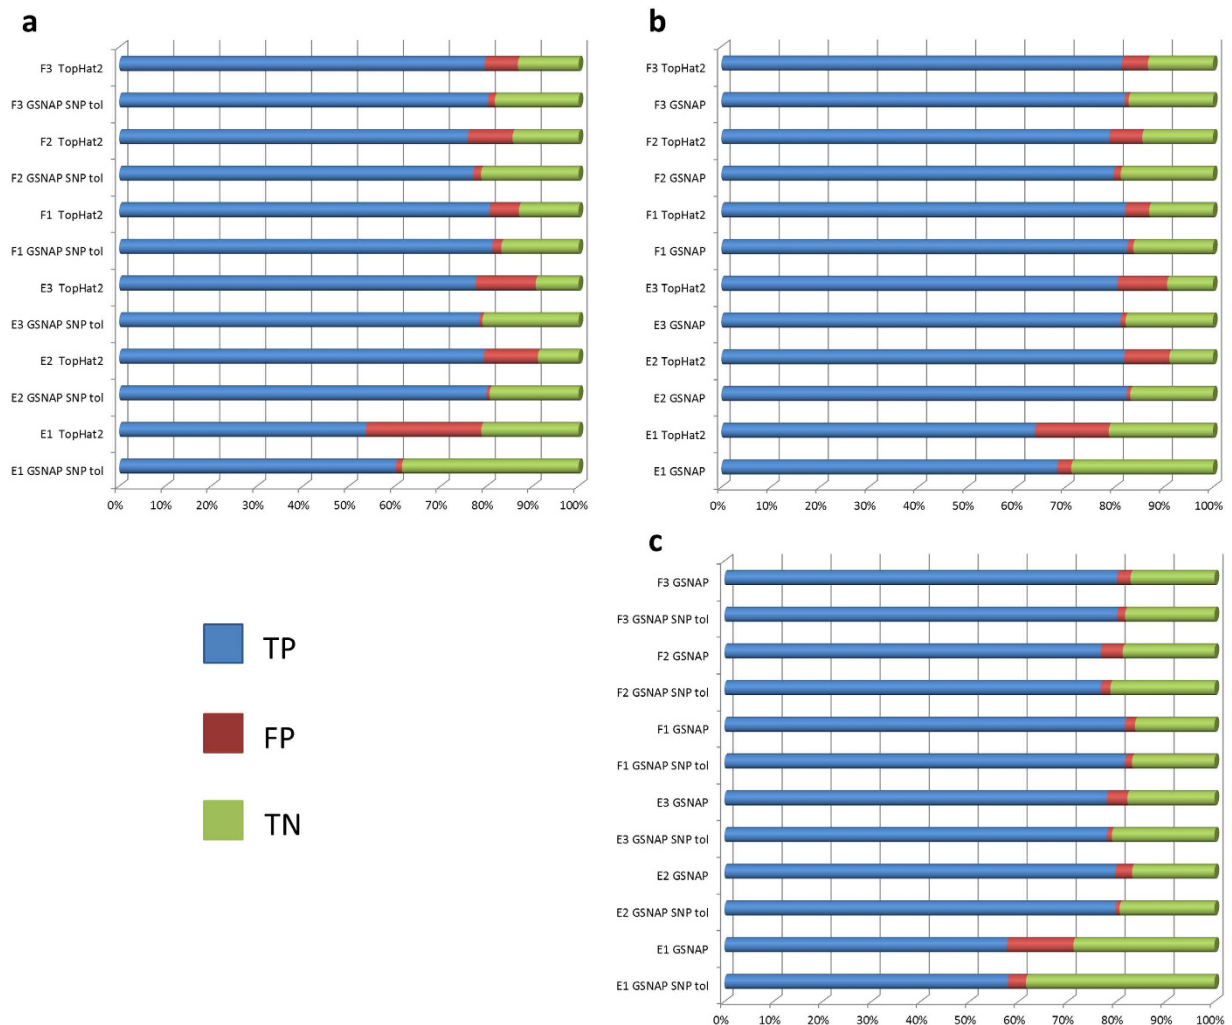 a
F3 TopHat2
F3 GSNAP SNP tol
F2 TopHat2
F2 GSNAP SNP tol
F1 TopHat2
F1 GSNAP SNP tol
E3 TopHat2
E3 GSNAP SNP tol
E2 TopHat2
E2 GSNAP SNP tol
E1 TopHat2
E1 GSNAP SNP tol
0% 10% 20% 30% 40% 50% 60% 70% 80% 90% 100%
b
F3 TopHat2
F3 GSNAP
F2 TopHat2
F2 GSNAP
F1 TopHat2
F1 GSNAP
E3 TopHat2
E3 GSNAP
E2 TopHat2
E2 GSNAP
E1 TopHat2
E1 GSNAP
0% 10% 20% 30% 40% 50% 60% 70% 80% 90% 100%
TP
FP
TN
c
F3 GSNAP
F3 GSNAP SNP tol
F2 GSNAP
F2 GSNAP SNP tol
F1 GSNAP
F1 GSNAP SNP tol
E3 GSNAP
E3 GSNAP SNP tol
E2 GSNAP
E2 GSNAP SNP tol
E1 GSNAP
E1 GSNAP SNP tol
0% 10% 20% 30% 40% 50% 60% 70% 80% 90% 100%